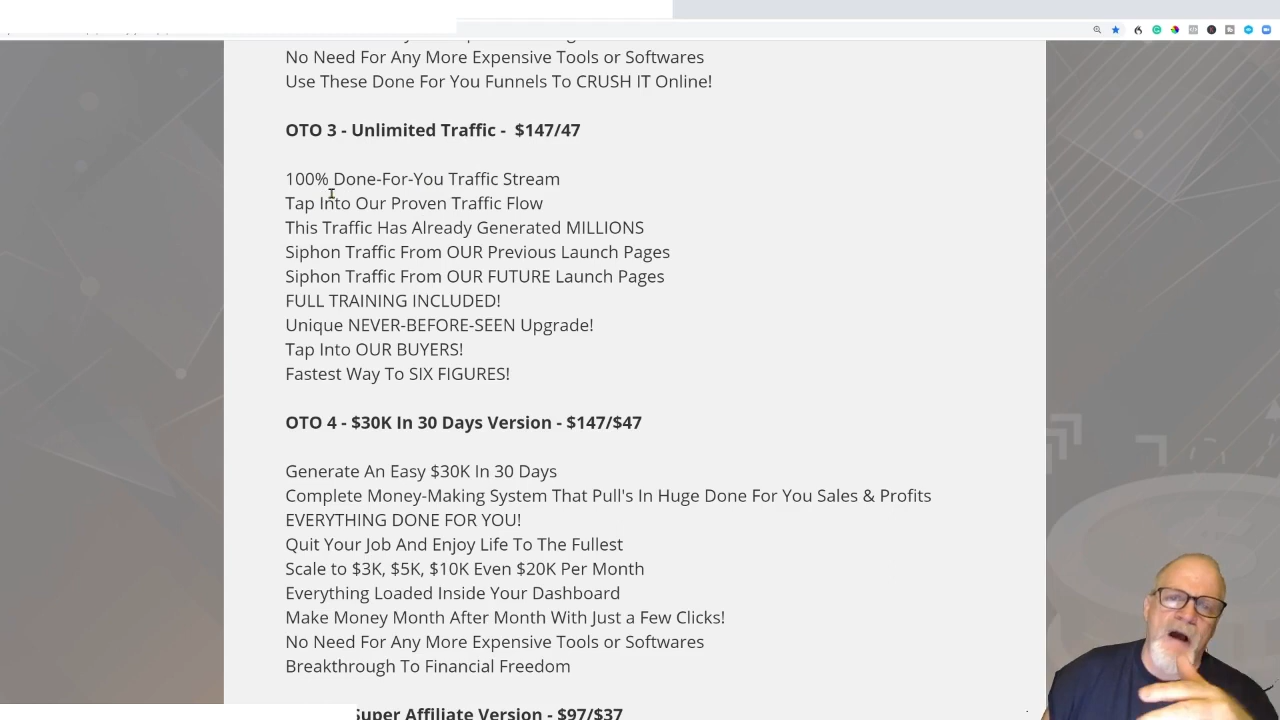 No Need For Any More Expensive Tools or Softwares
Use These Done For You Funnels To CRUSH IT Online!
OTO 3 - Unlimited Traffic - $147/47
100% Done-For-You Traffic Stream
Tap Into Our Proven Traffic Flow
This Traffic Has Already Generated MILLIONS
Siphon Traffic From OUR Previous Launch Pages
Siphon Traffic From OUR FUTURE Launch Pages
FULL TRAINING INCLUDED!
Unique NEVER-BEFORE-SEEN Upgrade!
Tap Into OUR BUYERS!
Fastest Way To SIX FIGURES!
OTO 4 - $30K In 30 Days Version - $147/$47
Generate An Easy $30K In 30 Days
Complete Money-Making System That Pull's In Huge Done For You Sales & Profits
EVERYTHING DONE FOR YOU!
Quit Your Job And Enjoy Life To The Fullest
Scale to $3K, $5K, $10K Even $20K Per Month
Everything Loaded Inside Your Dashboard
Make Money Month After Month With Just a Few Clicks!
No Need For Any More Expensive Tools or Softwares
Breakthrough To Financial Freedom
Super Affiliate Version - $97/$37